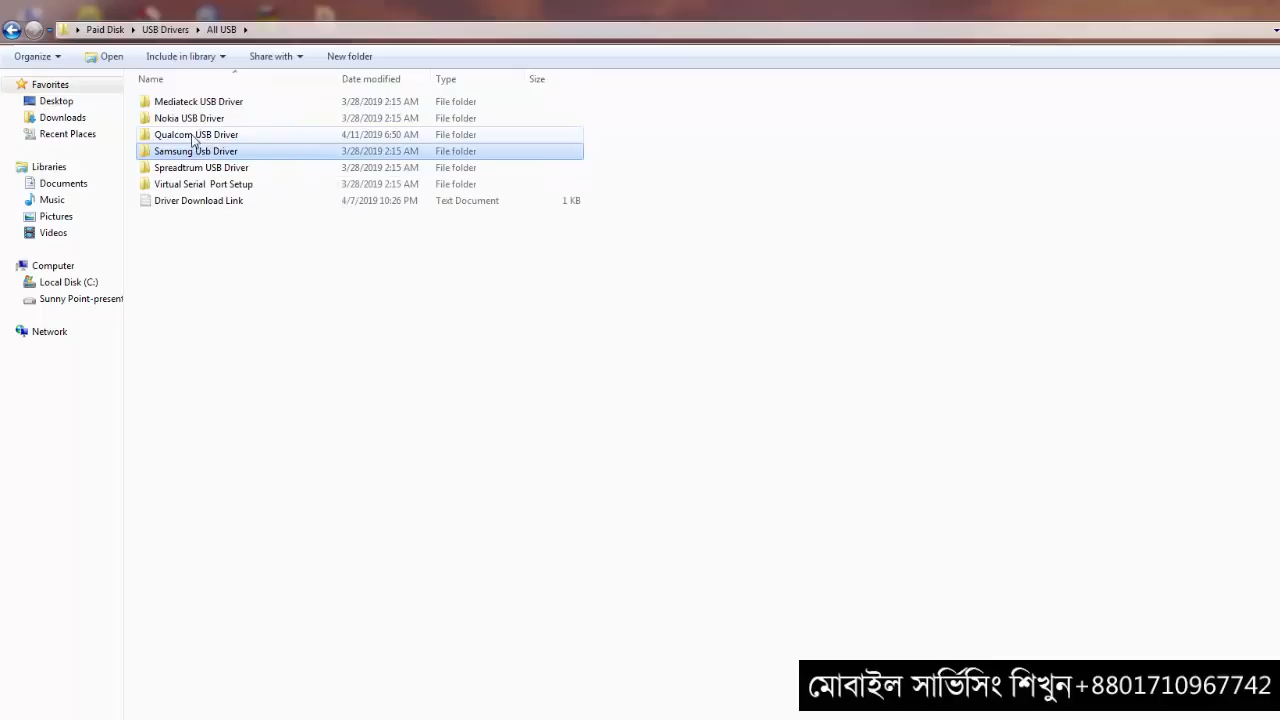 Paid Disk USB Drivers All USB
Organize Open Include in library Share with New folder
Name Date modified Type Size
Favorites
Desktop
Downloads
Recent Places
Libraries
Documents
Music
Pictures
Videos
Computer
Local Disk (C:)
Sunny Point-present
Network
Mediateck USB Driver 3/28/2019 2:15 AM File folder
Nokia USB Driver 3/28/2019 2:15 AM File folder
Qualcom USB Driver 4/11/2019 6:50 AM File folder
Samsung Usb Driver 3/28/2019 2:15 AM File folder
Spreadtrum USB Driver 3/28/2019 2:15 AM File folder
Virtual Serial Port Setup 3/28/2019 2:15 AM File folder
Driver Download Link 4/7/2019 10:26 PM Text Document 1 KB
মোবাইল সার্ভিসিং শিখুন+8801710967742